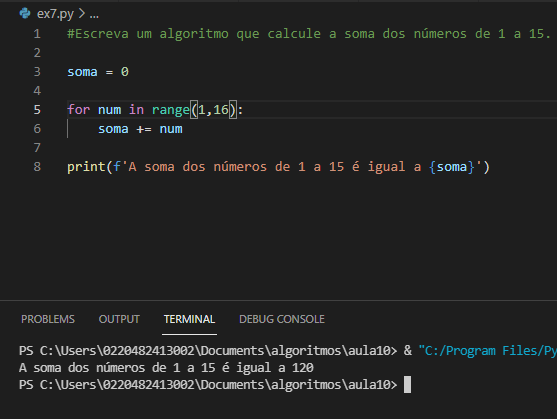 ex7.py > ...
1 #Escreva um algoritmo que calcule a soma dos números de 1 a 15.
2
3 soma = 0
4
5 for num in range(1,16):
6     soma += num
7
8 print(f'A soma dos números de 1 a 15 é igual a {soma}')
PROBLEMS OUTPUT TERMINAL DEBUG CONSOLE
PS C:\Users\0220482413002\Documents\algoritmos\aula10> & "C:/Program Files/Py
A soma dos números de 1 a 15 é igual a 120
PS C:\Users\0220482413002\Documents\algoritmos\aula10>